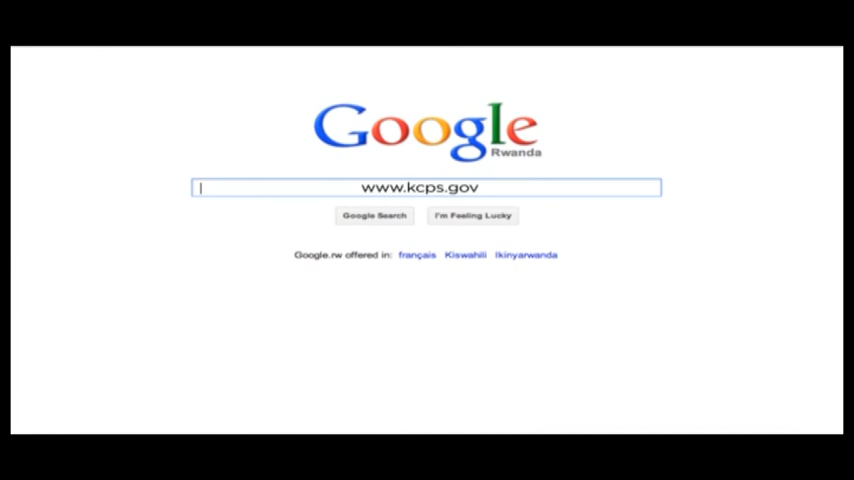 Google
Rwanda
www.kcps.gov
Google Search I'm Feeling Lucky
Google.rw offered in: français Kiswahili Ikinyarwanda